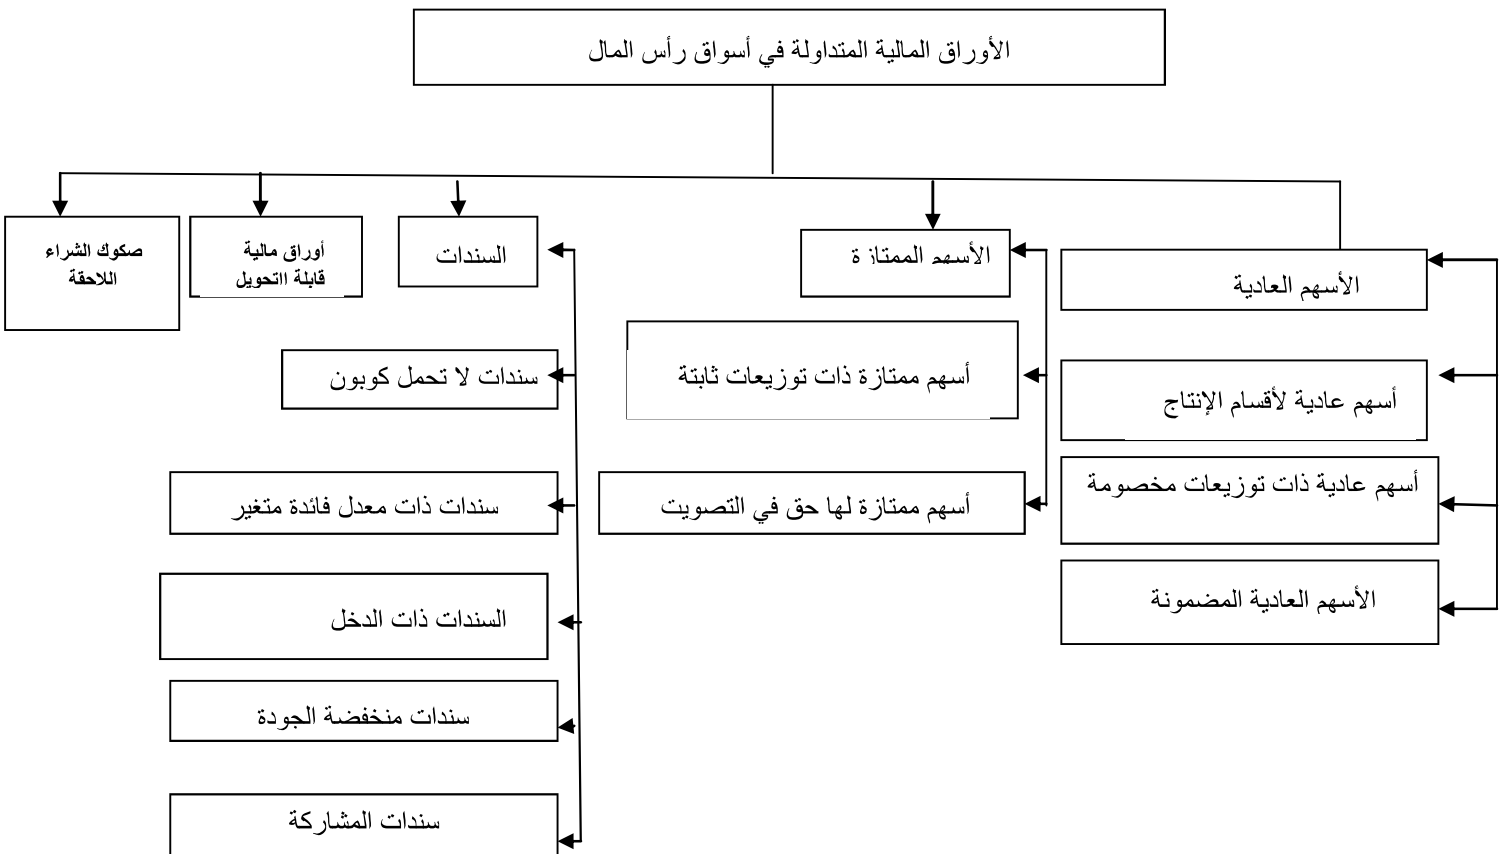 الأوراق المالية المتداولة في أسواق رأس المال
الأسهم العادية
أسهم عادية لأقسام الإنتاج
أسهم عادية ذات توزيعات مخصومة
الأسهم العادية المضمونة
الأسهم الممتاز ة
أسهم ممتازة ذات توزيعات ثابتة
أسهم ممتازة لها حق في التصويت
السندات
سندات لا تحمل كوبون
سندات ذات معدل فائدة متغير
السندات ذات الدخل
سندات منخفضة الجودة
سندات المشاركة
أوراق مالية
قابلة ااتحويل
صكوك الشراء
اللاحقة